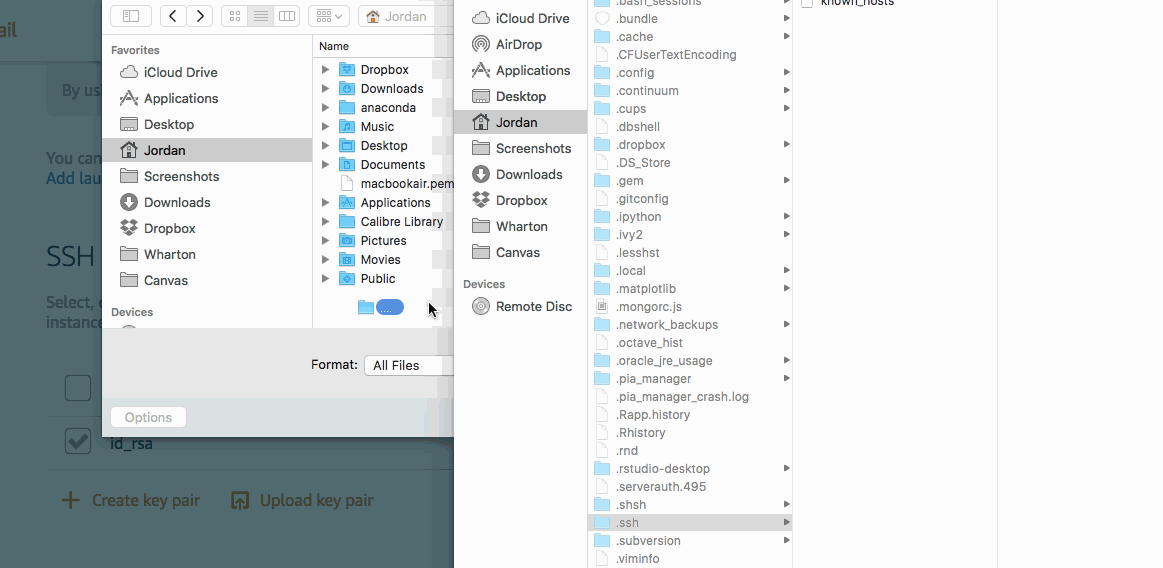 ail
By us
You can
Add lau
SSH
Select,
instance
id_rsa
Create key pair
Upload key pair
Jordan
Favorites
iCloud Drive
Applications
Desktop
Jordan
Screenshots
Downloads
Dropbox
Wharton
Canvas
Devices
Name
Dropbox
Downloads
anaconda
Music
Desktop
Documents
macbookair.pem
Applications
Calibre Library
Pictures
Movies
Public
....
Format:
All Files
Options
iCloud Drive
AirDrop
Applications
Desktop
Jordan
Screenshots
Downloads
Dropbox
Wharton
Canvas
Devices
Remote Disc
.bash_sessions
.bundle
.cache
.CFUserTextEncoding
.config
.continuum
.cups
.dbshell
.dropbox
.DS_Store
.gem
.gitconfig
.ipython
.ivy2
.lesshst
.local
.matplotlib
.mongorc.js
.network_backups
.octave_hist
.oracle_jre_usage
.pia_manager
.pia_manager_crash.log
.Rapp.history
.Rhistory
.rnd
.rstudio-desktop
.serverauth.495
.shsh
.ssh
.subversion
.viminfo
known_hosts